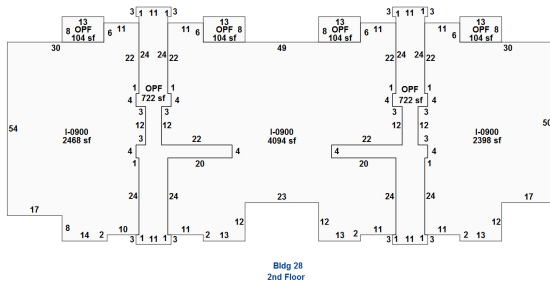 3 1 11 1 3
3 1 11 1 3
13 13 13 13
OPF OPF OPF OPF
8 104 sf 104 sf 8 8 104 sf 104 sf 8
6 11 11 6 6 11 11 6
30 49 30
22 24 24 22 22 24 24 22
1 OPF 1 1 OPF 1
4 722 sf 4 4 722 sf 4
3 3 3 3
54 12 12 12 12 50
I-0900 I-0900 I-0900
2468 sf 4094 sf 2398 sf
3 22 22 3
4 4 4 4
1 20 20 1
24 24 24 24
17 23 17
8 12 12 8
14 2 10 11 2 13 13 2 11 11 2 13
3 1 11 1 3 3 1 11 1 3
Bldg 28
2nd Floor